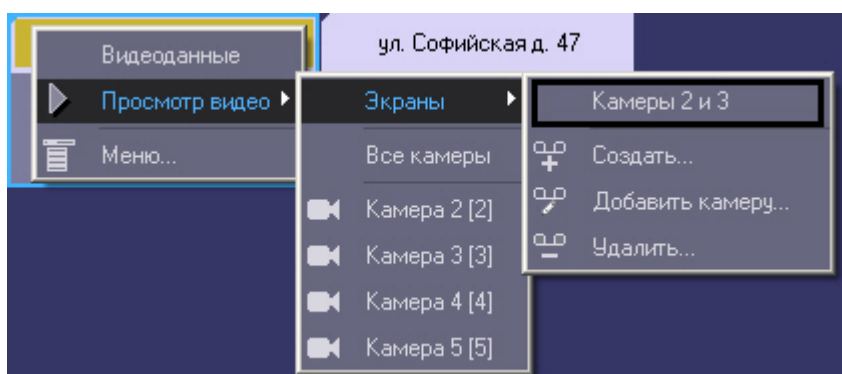 ул. Софийская д. 47
Видеоданные
Просмотр видео
Меню...
Экраны
Все камеры
Камера 2 [2]
Камера 3 [3]
Камера 4 [4]
Камера 5 [5]
Камеры 2 и 3
Создать...
Добавить камеру...
Удалить...